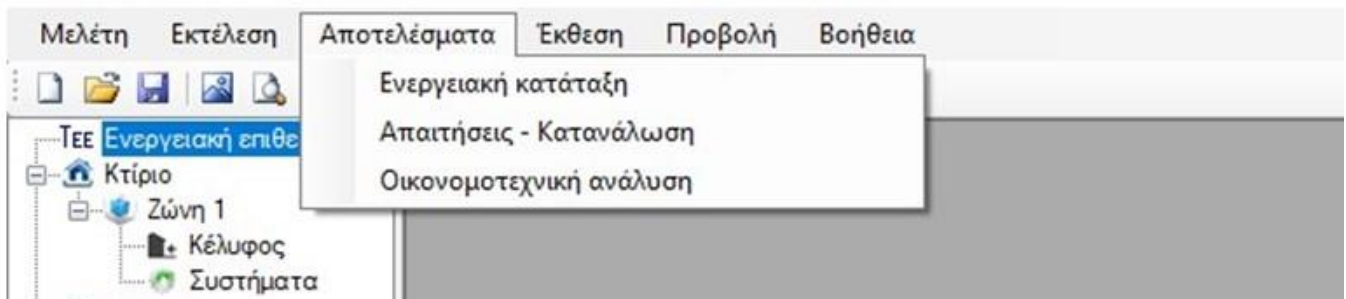 Μελέτη Εκτέλεση Αποτελέσματα Έκθεση Προβολή Βοήθεια
Ενεργειακή κατάταξη
Απαιτήσεις - Κατανάλωση
Οικονομοτεχνική ανάλυση
ΤΕΕ Ενεργειακή επιθε
Κτίριο
Ζώνη 1
Κέλυφος
Συστήματα